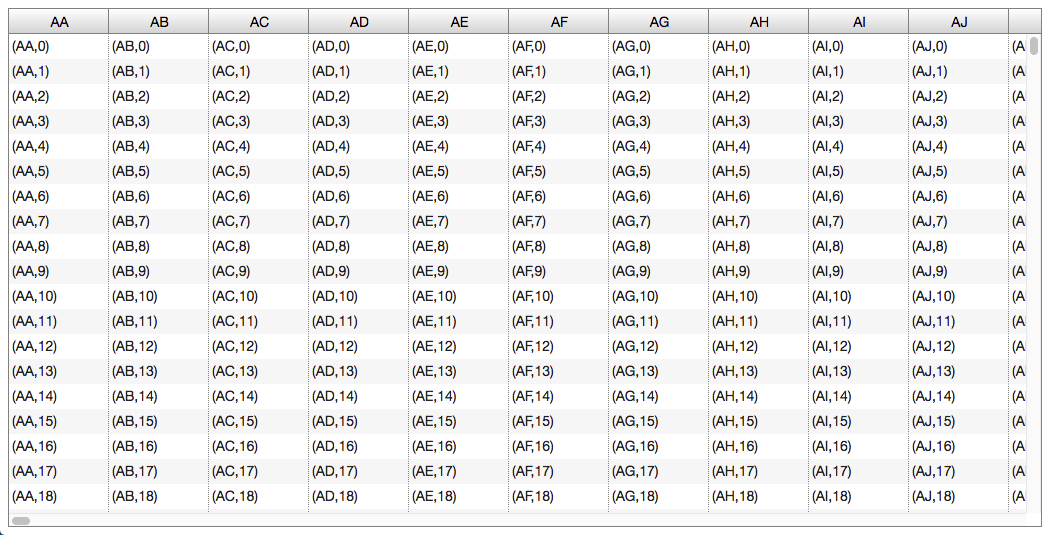 AA AB AC AD AE AF AG AH AI AJ
(AA,0) (AB,0) (AC,0) (AD,0) (AE,0) (AF,0) (AG,0) (AH,0) (AI,0) (AJ,0) (A
(AA,1) (AB,1) (AC,1) (AD,1) (AE,1) (AF,1) (AG,1) (AH,1) (AI,1) (AJ,1) (A
(AA,2) (AB,2) (AC,2) (AD,2) (AE,2) (AF,2) (AG,2) (AH,2) (AI,2) (AJ,2) (A
(AA,3) (AB,3) (AC,3) (AD,3) (AE,3) (AF,3) (AG,3) (AH,3) (AI,3) (AJ,3) (A
(AA,4) (AB,4) (AC,4) (AD,4) (AE,4) (AF,4) (AG,4) (AH,4) (AI,4) (AJ,4) (A
(AA,5) (AB,5) (AC,5) (AD,5) (AE,5) (AF,5) (AG,5) (AH,5) (AI,5) (AJ,5) (A
(AA,6) (AB,6) (AC,6) (AD,6) (AE,6) (AF,6) (AG,6) (AH,6) (AI,6) (AJ,6) (A
(AA,7) (AB,7) (AC,7) (AD,7) (AE,7) (AF,7) (AG,7) (AH,7) (AI,7) (AJ,7) (A
(AA,8) (AB,8) (AC,8) (AD,8) (AE,8) (AF,8) (AG,8) (AH,8) (AI,8) (AJ,8) (A
(AA,9) (AB,9) (AC,9) (AD,9) (AE,9) (AF,9) (AG,9) (AH,9) (AI,9) (AJ,9) (A
(AA,10) (AB,10) (AC,10) (AD,10) (AE,10) (AF,10) (AG,10) (AH,10) (AI,10) (AJ,10) (A
(AA,11) (AB,11) (AC,11) (AD,11) (AE,11) (AF,11) (AG,11) (AH,11) (AI,11) (AJ,11) (A
(AA,12) (AB,12) (AC,12) (AD,12) (AE,12) (AF,12) (AG,12) (AH,12) (AI,12) (AJ,12) (A
(AA,13) (AB,13) (AC,13) (AD,13) (AE,13) (AF,13) (AG,13) (AH,13) (AI,13) (AJ,13) (A
(AA,14) (AB,14) (AC,14) (AD,14) (AE,14) (AF,14) (AG,14) (AH,14) (AI,14) (AJ,14) (A
(AA,15) (AB,15) (AC,15) (AD,15) (AE,15) (AF,15) (AG,15) (AH,15) (AI,15) (AJ,15) (A
(AA,16) (AB,16) (AC,16) (AD,16) (AE,16) (AF,16) (AG,16) (AH,16) (AI,16) (AJ,16) (A
(AA,17) (AB,17) (AC,17) (AD,17) (AE,17) (AF,17) (AG,17) (AH,17) (AI,17) (AJ,17) (A
(AA,18) (AB,18) (AC,18) (AD,18) (AE,18) (AF,18) (AG,18) (AH,18) (AI,18) (AJ,18) (A